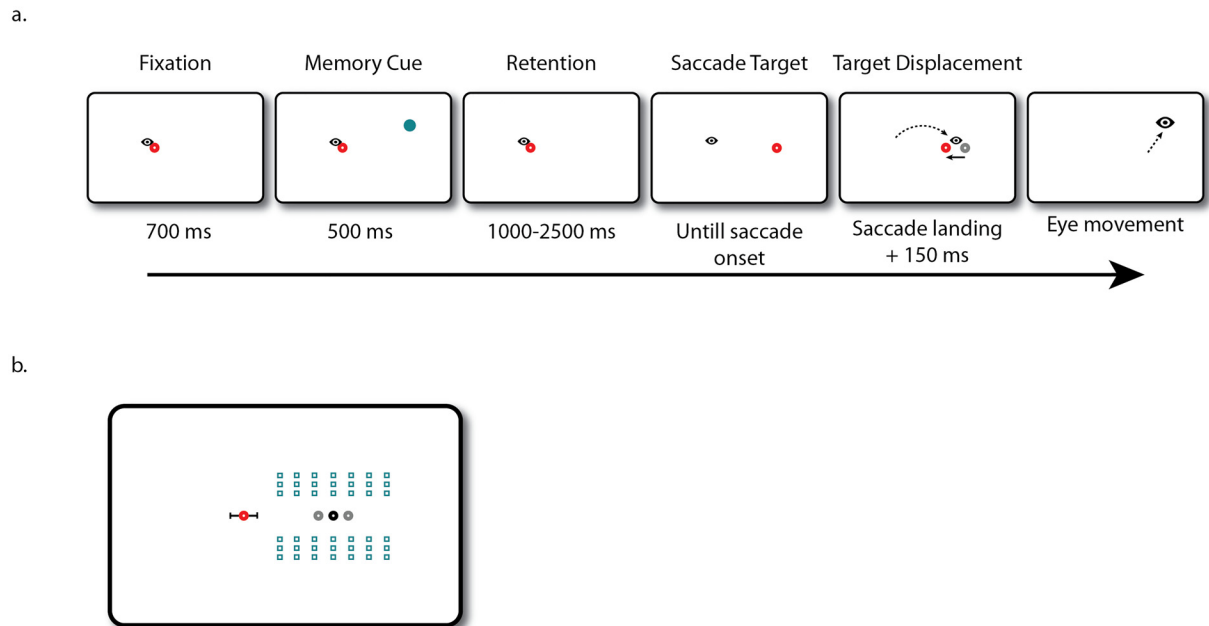 a.
Fixation
Memory Cue
Retention
Saccade Target
Target Displacement
700 ms
500 ms
1000-2500 ms
Untill saccade
onset
Saccade landing
+ 150 ms
Eye movement
b.